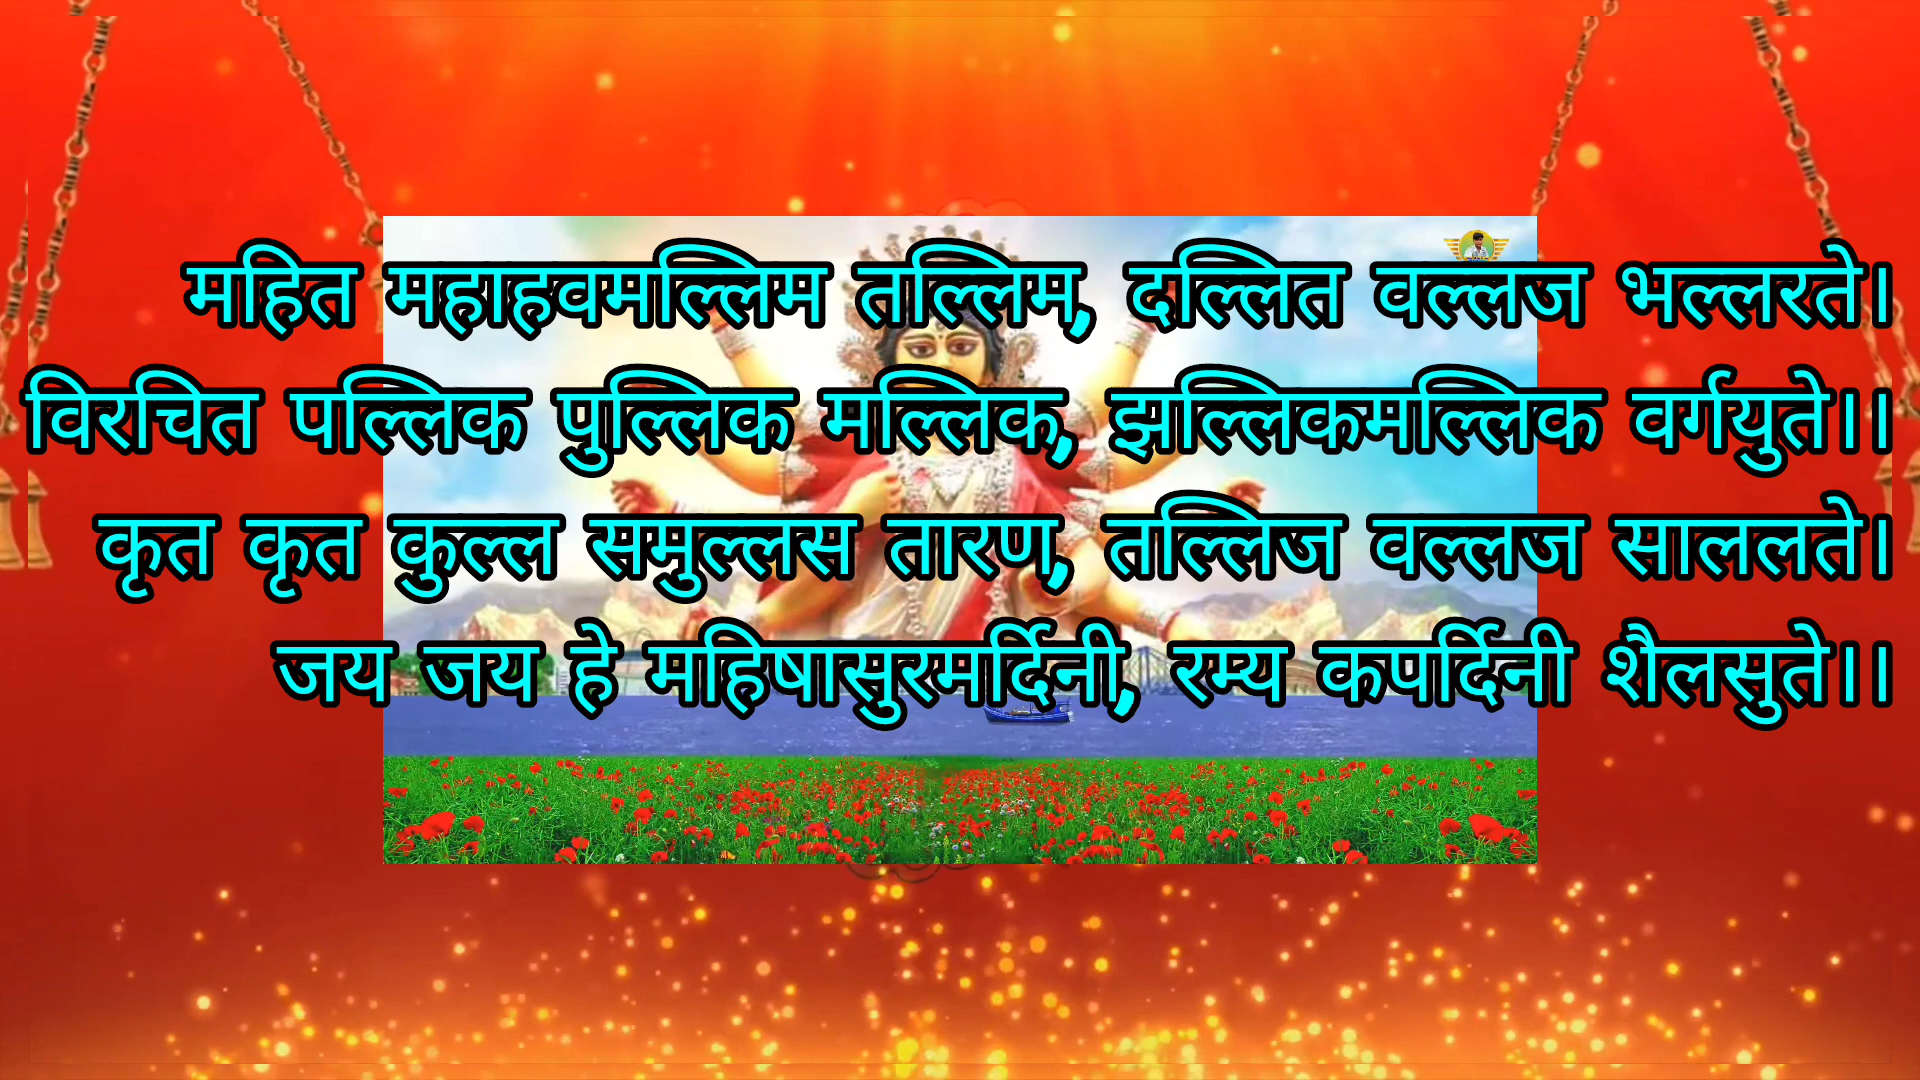 महित महाहवमल्लिम तल्लिम, दल्लित वल्लज भल्लरते।
विरचित पल्लिक पुल्लिक मल्लिक, झल्लिकमल्लिक वर्गयुते।।
कृत कृत कुल्ल समुल्लस तारण, तल्लिज वल्लज साललते।
जय जय हे महिषासुरमर्दिनी, रम्य कपर्दिनी शैलसुते।।